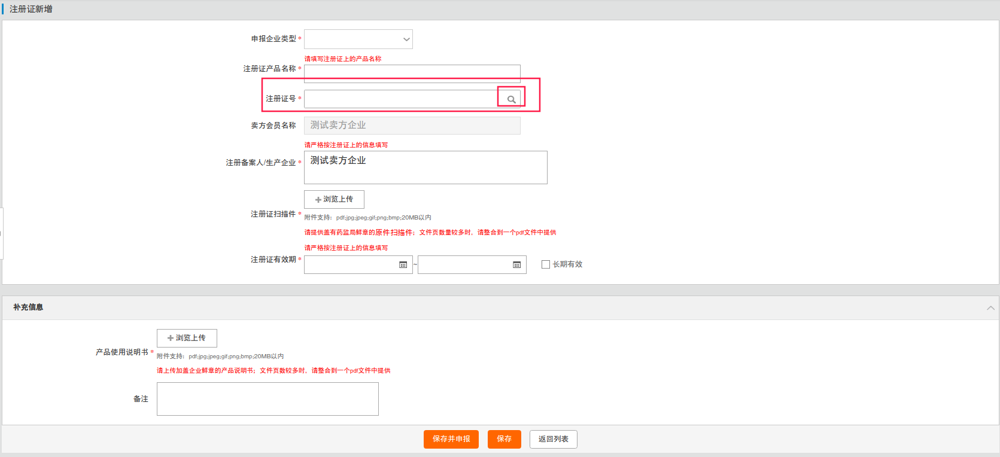 注册证新增
申报企业类型 *
请填写注册证上的产品名称
注册证产品名称 *
注册证号 *
卖方会员名称 测试卖方企业
请严格按注册证上的信息填写
注册备案人/生产企业 * 测试卖方企业
浏览上传
注册证扫描件 *
附件支持：pdf;jpg;jpeg;gif;png;bmp;20MB以内
请提供盖有药监局鲜章的原件扫描件；文件页数量较多时，请整合到一个pdf文件中提供
请严格按注册证上的信息填写
注册证有效期 * ~ 长期有效
补充信息
浏览上传
产品使用说明书 *
附件支持：pdf;jpg;jpeg;gif;png;bmp;20MB以内
请上传加盖企业鲜章的产品说明书；文件页数较多时，请整合到一个pdf文件中提供
备注
保存并申报 保存 返回列表